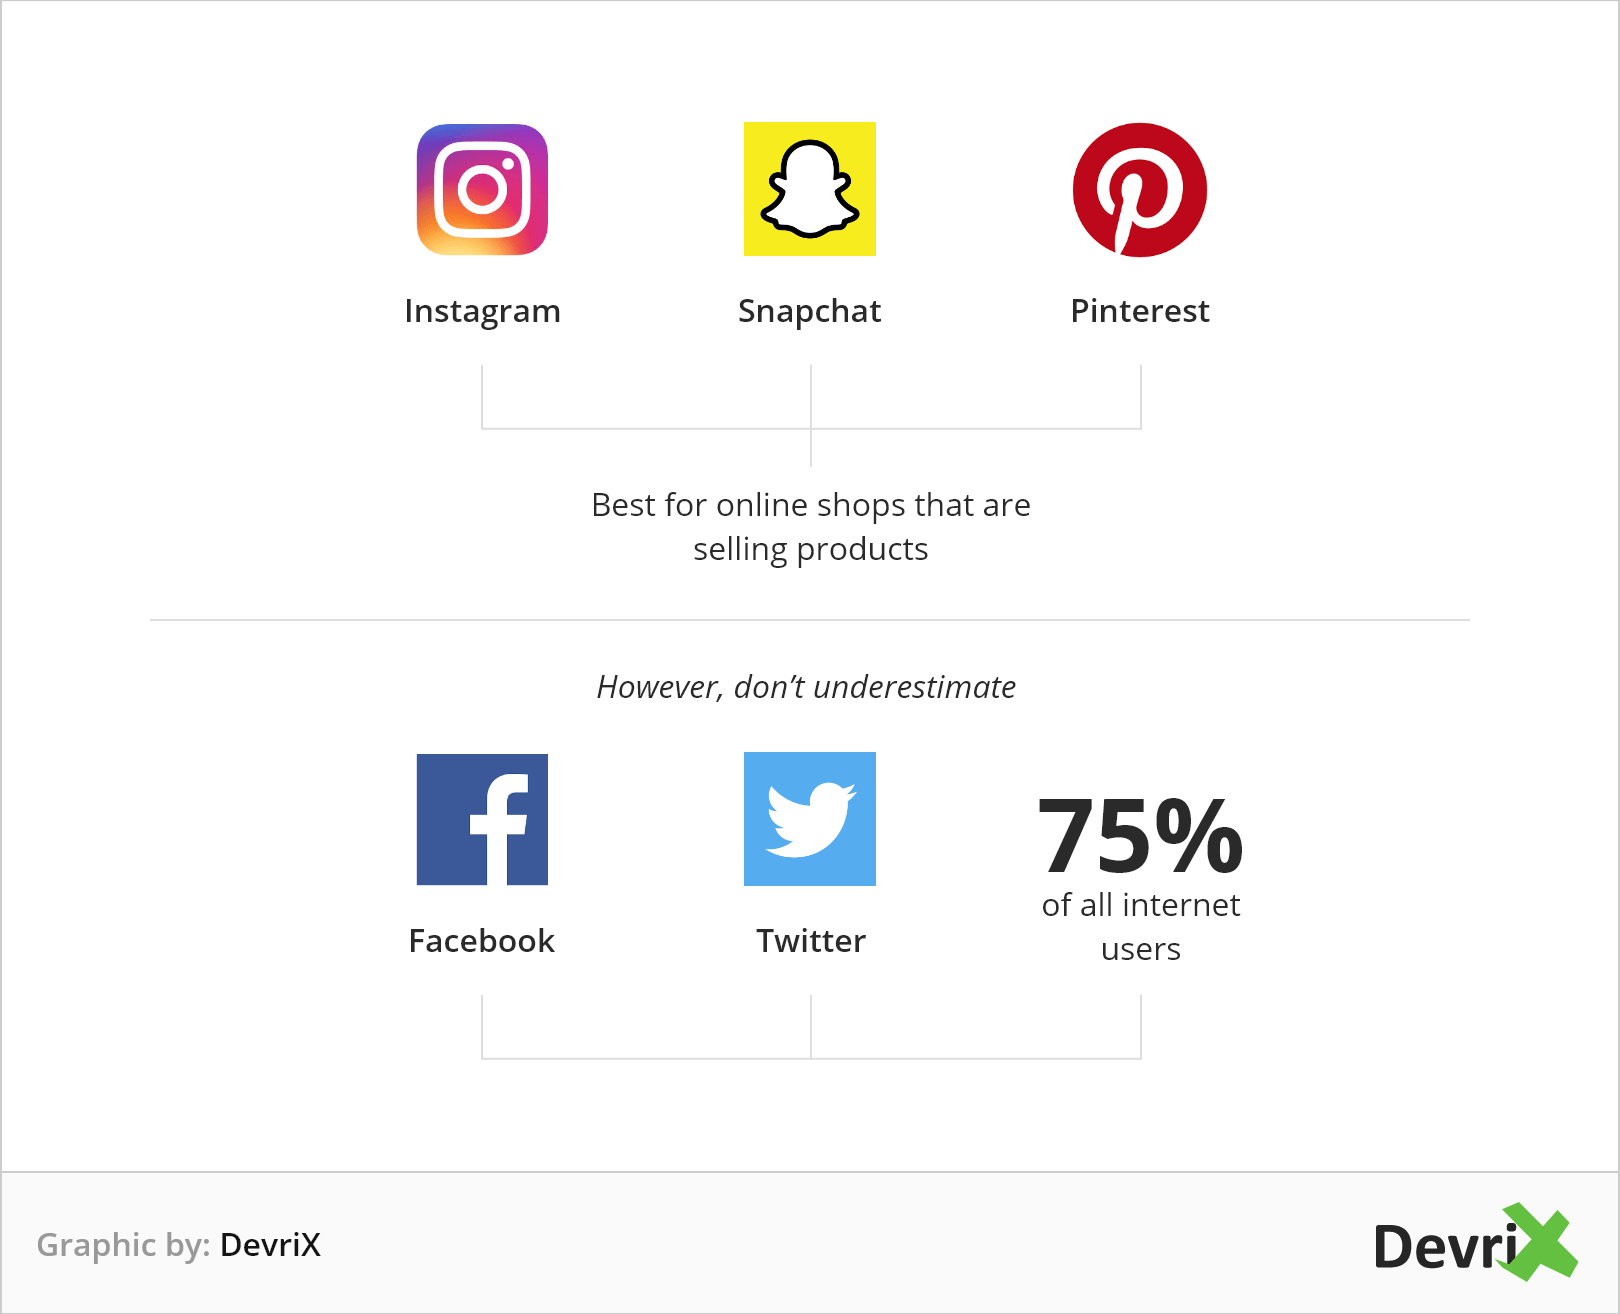 Instagram
Snapchat
Pinterest
Best for online shops that are
selling products
However, don't underestimate
Facebook
Twitter
75%
of all internet
users
Graphic by: DevriX
DevriX